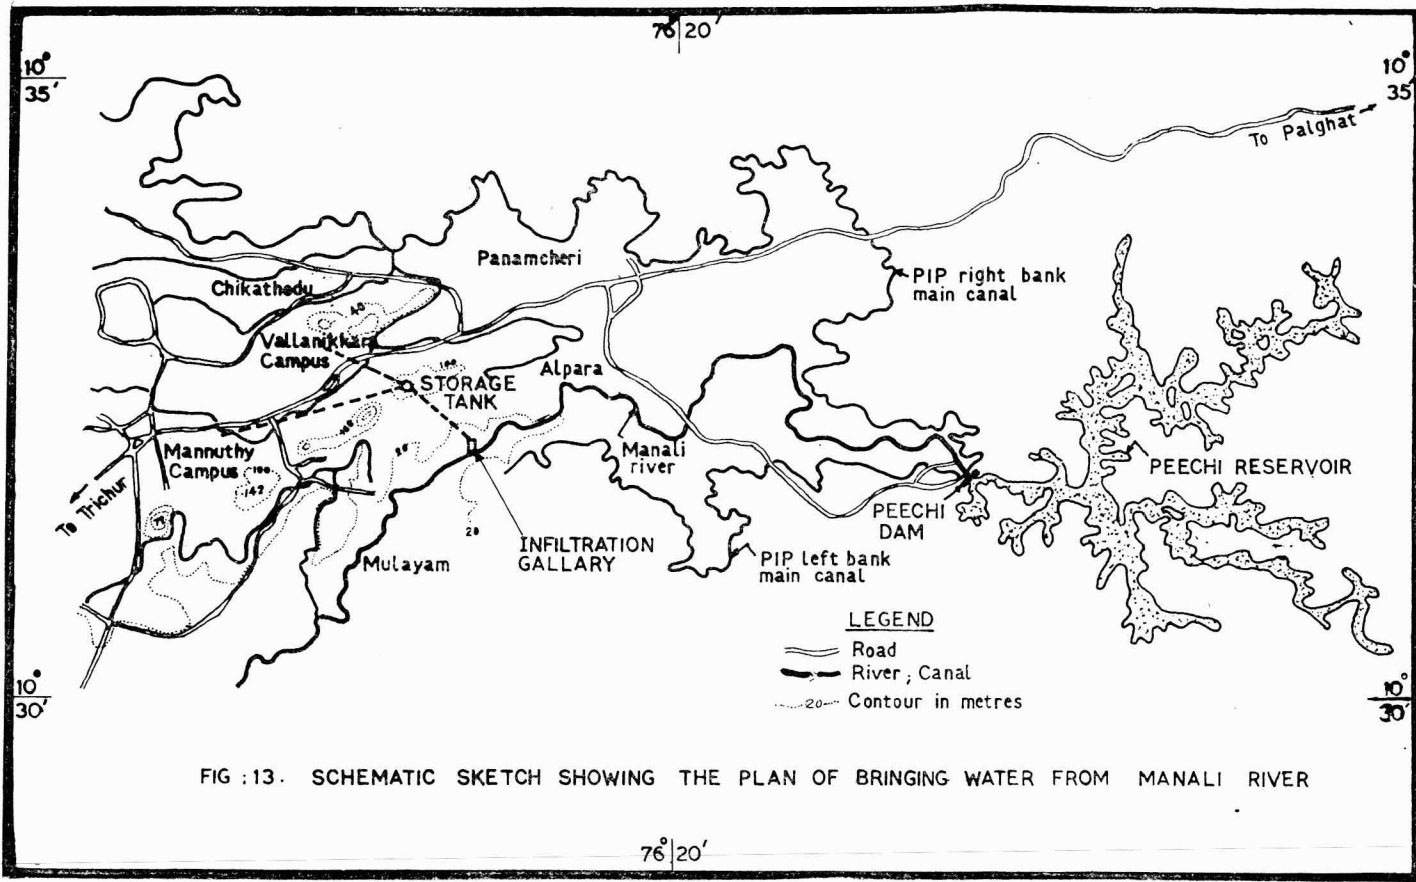 76° 20′
10°
35′
10°
35′
To Palghat
Panamcheri
PIP right bank
main canal
Chikathodu
40
Vallanikkara
Campus
100
Alpara
STORAGE
TANK
20
Manali
river
Mannuthy
Campus
100
142
PEECHI RESERVOIR
To Trichur
PEECHI
DAM
20
INFILTRATION
GALLARY
Mulayam
PIP left bank
main canal
LEGEND
Road
River ; Canal
20 Contour in metres
10°
30′
10°
30′
FIG : 13. SCHEMATIC SKETCH SHOWING THE PLAN OF BRINGING WATER FROM MANALI RIVER
76° 20′